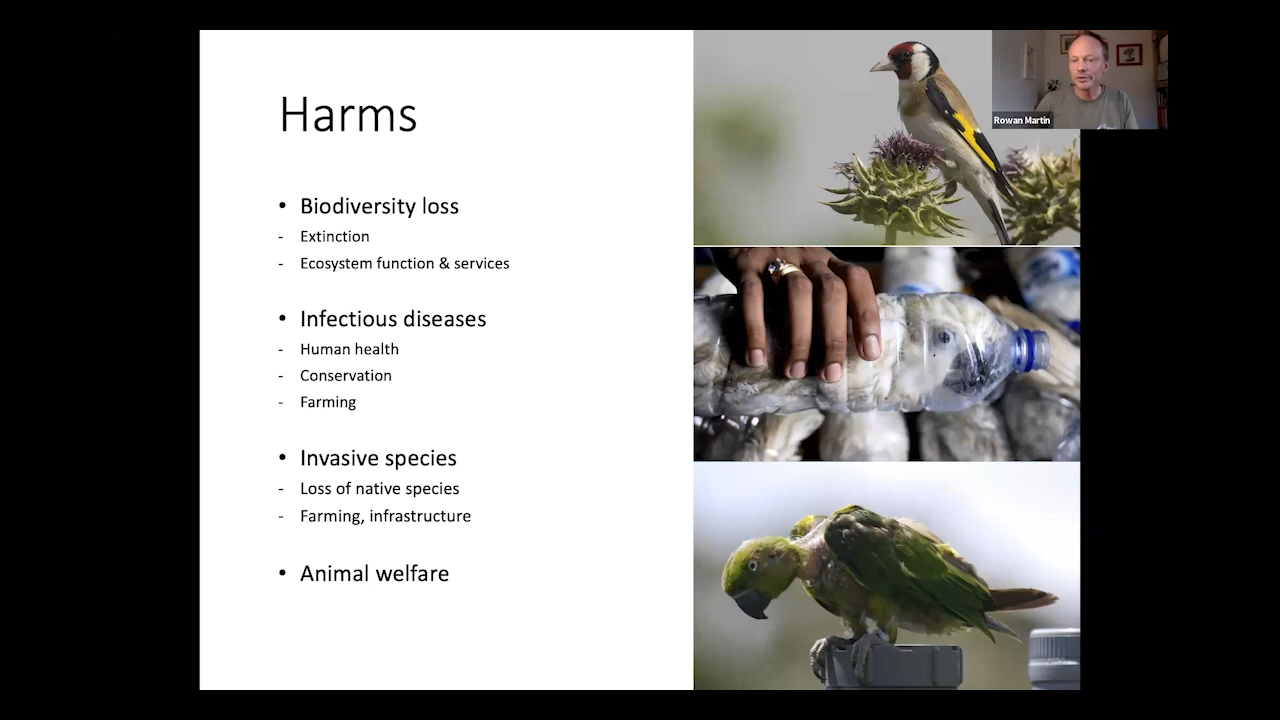 Harms
• Biodiversity loss
- Extinction
- Ecosystem function & services
• Infectious diseases
- Human health
- Conservation
- Farming
• Invasive species
- Loss of native species
- Farming, infrastructure
• Animal welfare
Rowan Martin